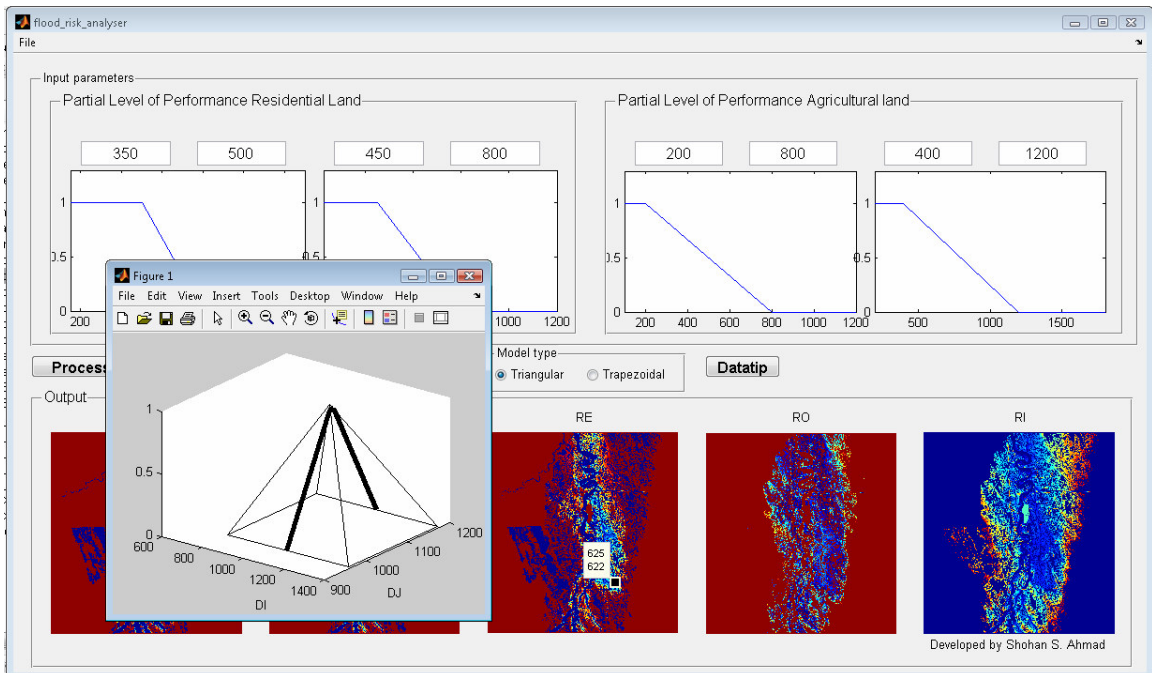 flood_risk_analyser
File
Input parameters
Partial Level of Performance Residential Land
Partial Level of Performance Agricultural land
350 500 450 800
200 800 400 1200
1
0.5
0
200
1
0.5
1000 1200
1
0.5
0
200 400 600 800 1000 1200
1
0.5
0
500 1000 1500
Process
Model type
Triangular Trapezoidal
Datatip
Output
RE RO RI
625
622
Developed by Shohan S. Ahmad
Figure 1
File Edit View Insert Tools Desktop Window Help
1
0.5
0
600
800
1000
1200
1400
DI
900
1000
1100
1200
DJ